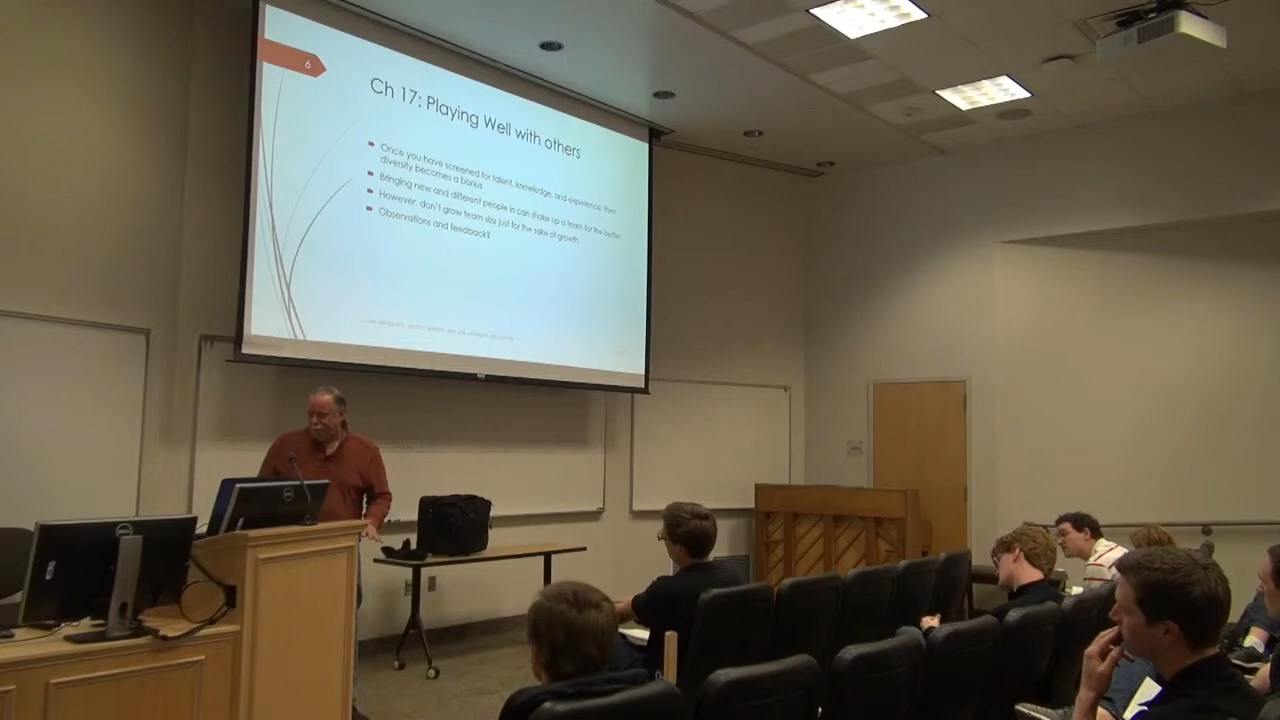 6
Ch 17: Playing Well with others
Once you have screened for talent, knowledge, and experience, then
diversity becomes a bonus
Bringing new and different people in can shake up a team for the better
However, don't grow team size just for the sake of growth
Observations and feedback?
DELL